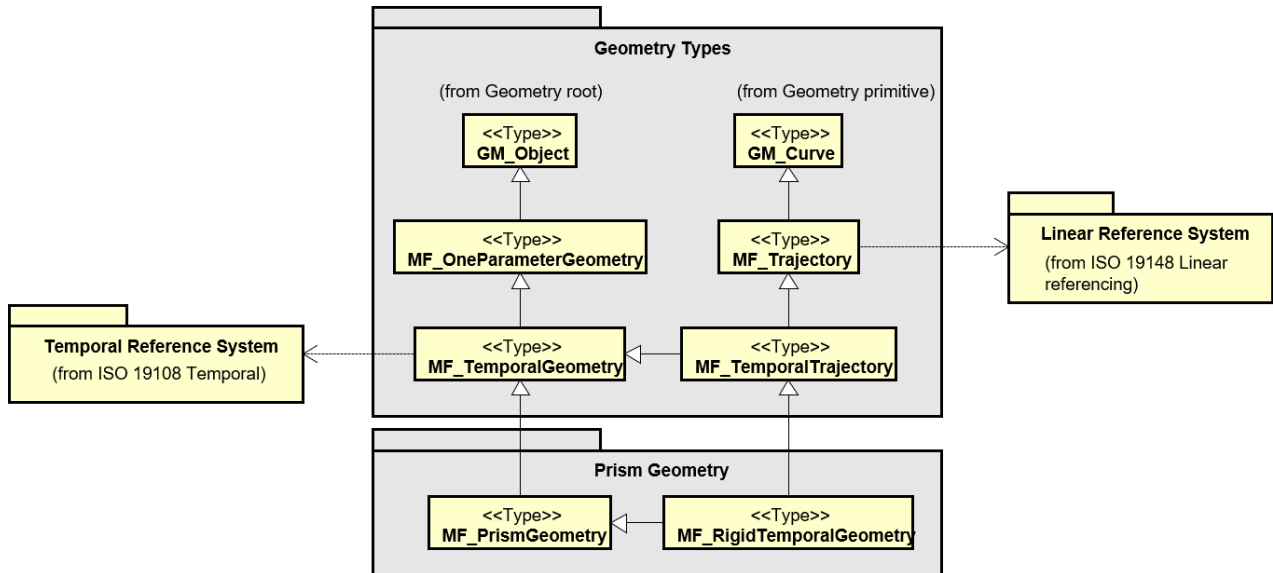 Geometry Types
(from Geometry root)
(from Geometry primitive)
<<Type>>
GM_Object
<<Type>>
GM_Curve
<<Type>>
MF_OneParameterGeometry
<<Type>>
MF_Trajectory
Linear Reference System
(from ISO 19148 Linear
referencing)
Temporal Reference System
(from ISO 19108 Temporal)
<<Type>>
MF_TemporalGeometry
<<Type>>
MF_TemporalTrajectory
Prism Geometry
<<Type>>
MF_PrismGeometry
<<Type>>
MF_RigidTemporalGeometry